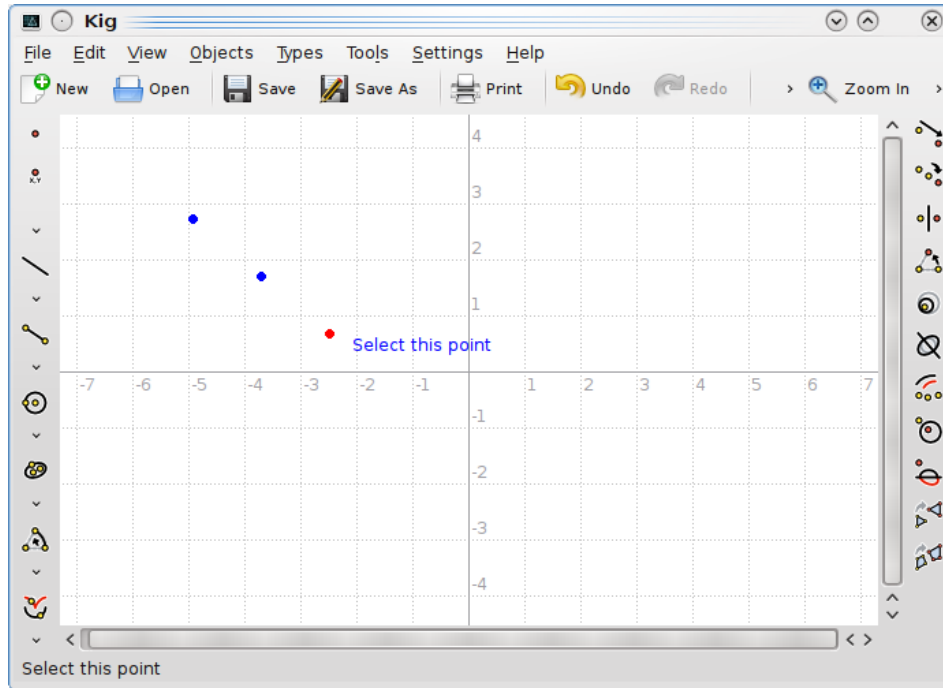 Kig
File Edit View Objects Types Tools Settings Help
New Open Save Save As Print Undo Redo Zoom In
X,Y
4
3
2
1
Select this point
-7 -6 -5 -4 -3 -2 -1 1 2 3 4 5 6 7
-1
-2
-3
-4
Select this point